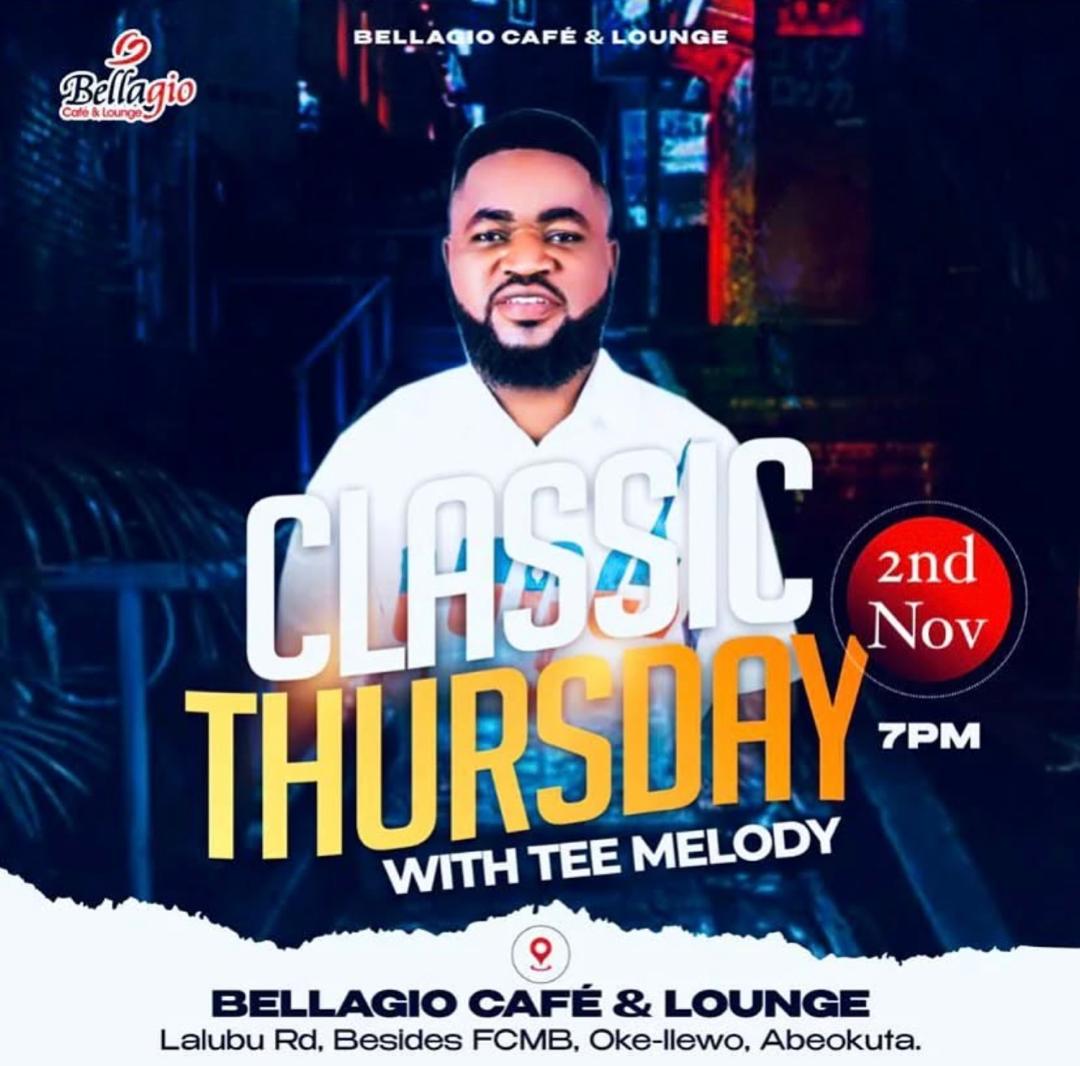 BELLAGIO CAFÉ & LOUNGE
Bellagio
Café & Lounge
CLASSIC
THURSDAY
WITH TEE MELODY
2nd
Nov
7PM
BELLAGIO CAFÉ & LOUNGE
Lalubu Rd, Besides FCMB, Oke-Ilewo, Abeokuta.